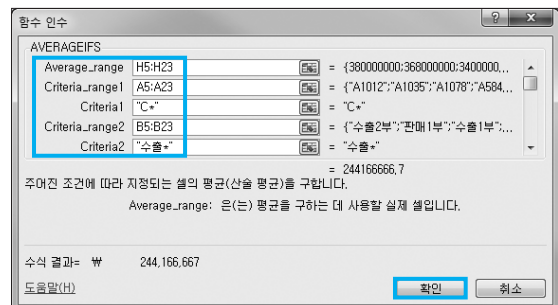 함수 인수
AVERAGEIFS
Average_range H5:H23 = {380000000;368000000;3400000,...
Criteria_range1 A5:A23 = {"A1012";"A1035";"A1078";"A584,...
Criteria1 "C*" = "C*"
Criteria_range2 B5:B23 = {"수출2부";"판매1부";"수출1부";...
Criteria2 "수출*" = "수출*"
= 244166666,7
주어진 조건에 따라 지정되는 셀의 평균(산술 평균)을 구합니다.
Average_range: 은(는) 평균을 구하는 데 사용할 실제 셀입니다.
수식 결과= ₩ 244,166,667
도움말(H) 확인 취소